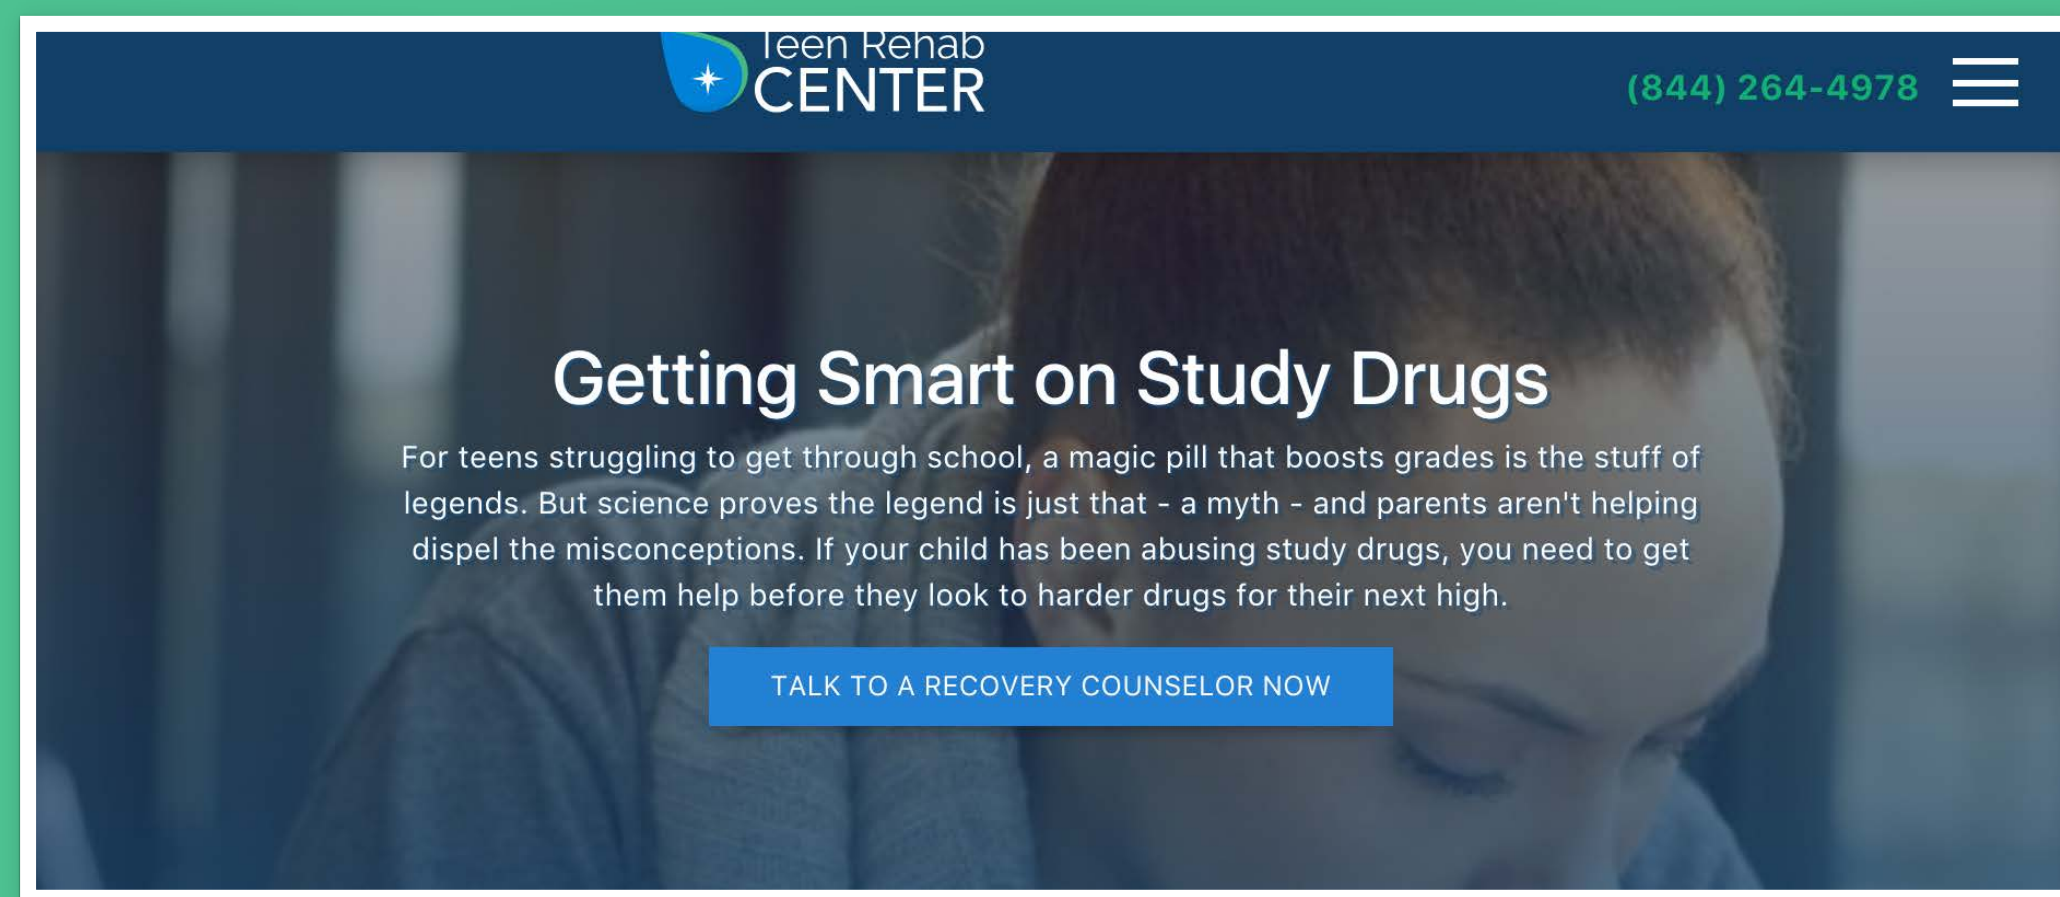 Teen Rehab
CENTER
(844) 264-4978
Getting Smart on Study Drugs
For teens struggling to get through school, a magic pill that boosts grades is the stuff of
legends. But science proves the legend is just that - a myth - and parents aren't helping
dispel the misconceptions. If your child has been abusing study drugs, you need to get
them help before they look to harder drugs for their next high.
TALK TO A RECOVERY COUNSELOR NOW